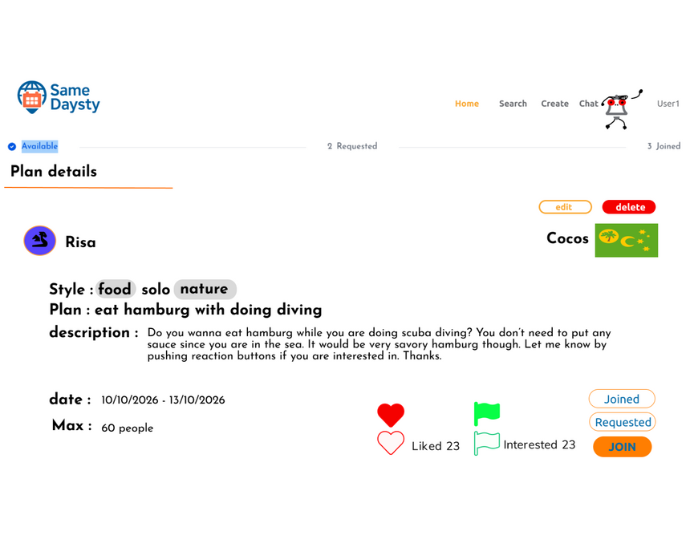 Same
Daysty
Home Search Create Chat User1
Available 2 Requested 3 Joined
Plan details
edit delete
Risa Cocos
Style : food solo nature
Plan : eat hamburg with doing diving
description : Do you wanna eat hamburg while you are doing scuba diving? You don't need to put any
sauce since you are in the sea. It would be very savory hamburg though. Let me know by
pushing reaction buttons if you are interested in. Thanks.
date : 10/10/2026 - 13/10/2026
Joined
Max : 60 people
Requested
Liked 23 Interested 23 JOIN